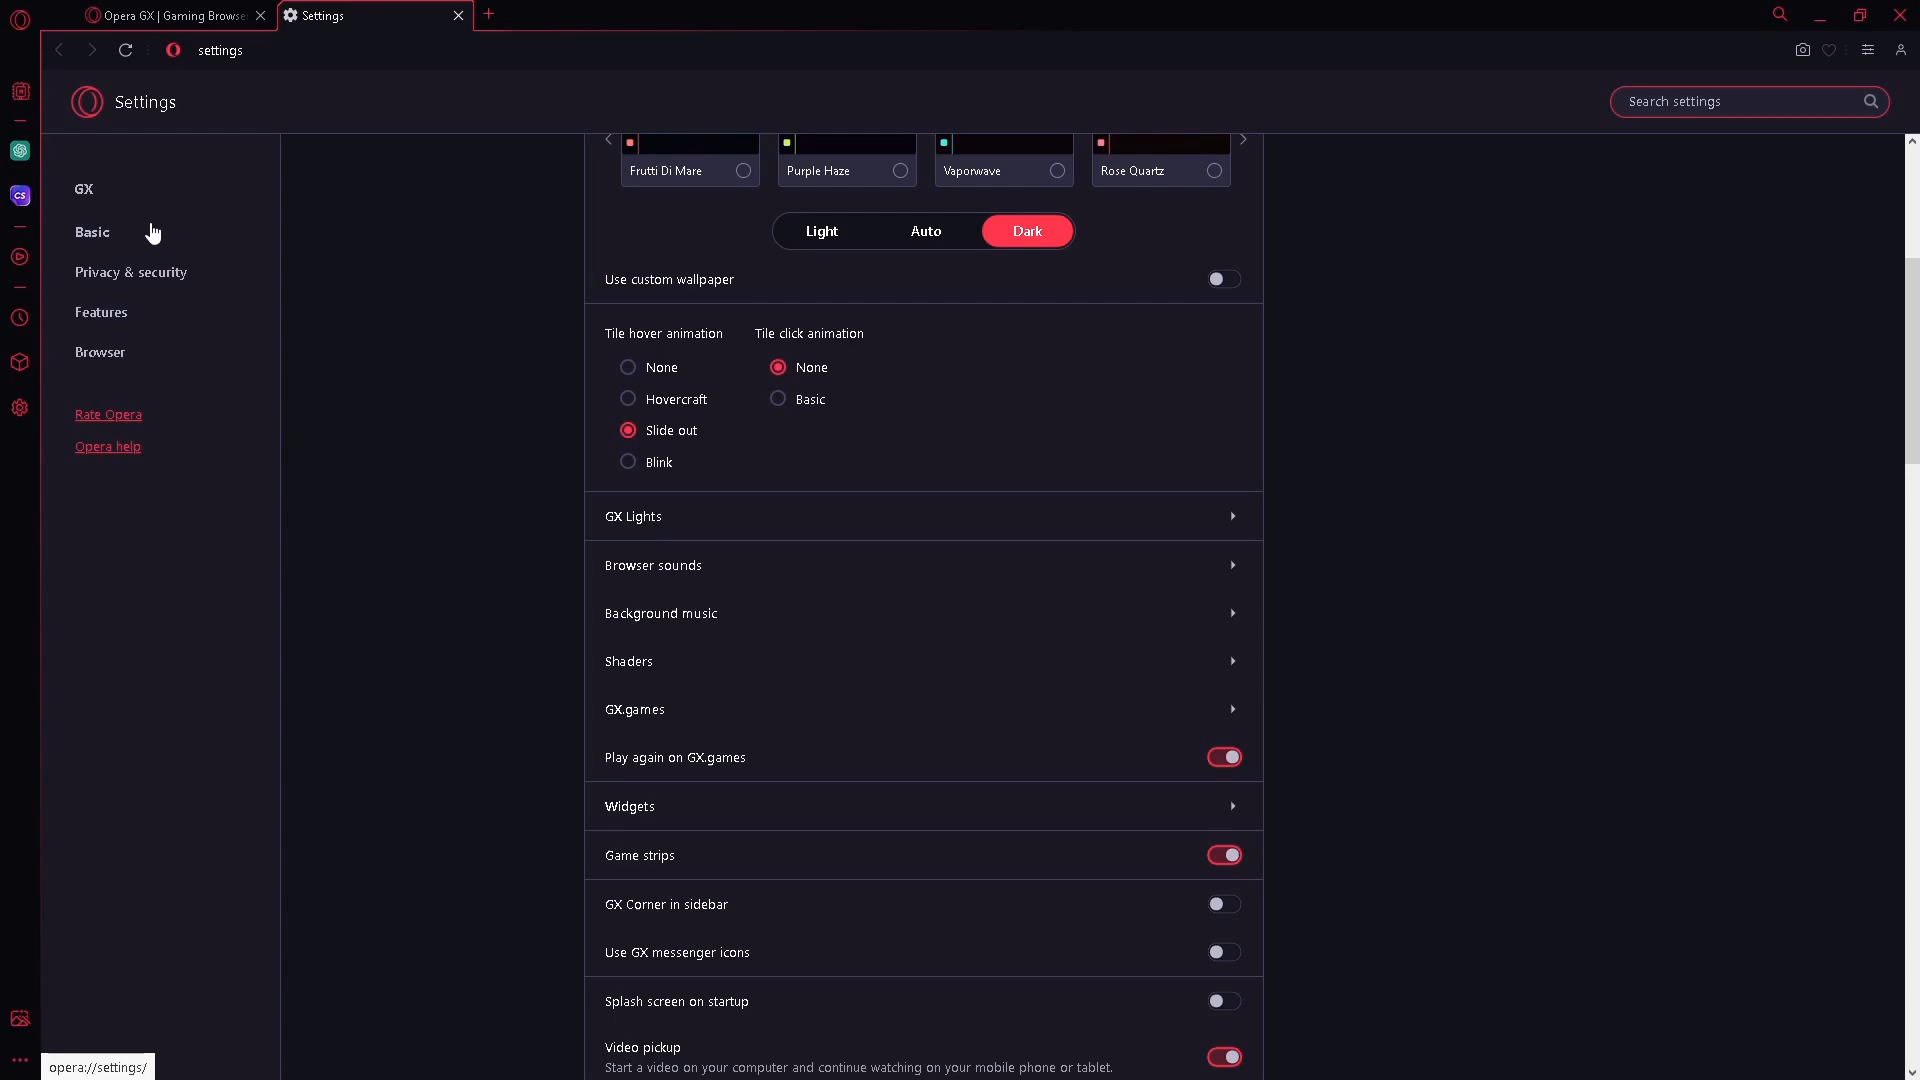 Opera GX | Gaming Browse
Settings
settings
Settings
Search settings
GX
Basic
Privacy & security
Features
Browser
Rate Opera
Opera help
CS
Frutti Di Mare
Purple Haze
Vaporwave
Rose Quartz
Light
Auto
Dark
Use custom wallpaper
Tile hover animation
Tile click animation
None
None
Hovercraft
Basic
Slide out
Blink
GX Lights
Browser sounds
Background music
Shaders
GX.games
Play again on GX.games
Widgets
Game strips
GX Corner in sidebar
Use GX messenger icons
Splash screen on startup
Video pickup
Start a video on your computer and continue watching on your mobile phone or tablet.
opera://settings/